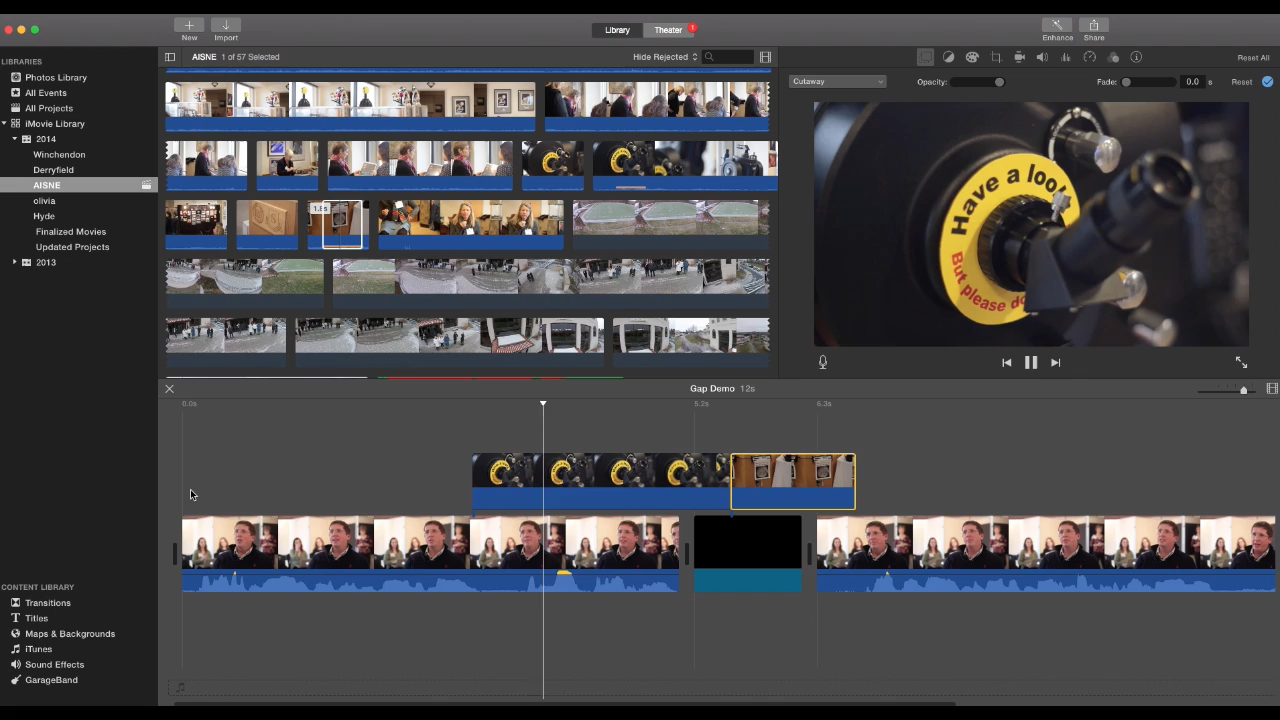 New
Import
Library
Theater
1
Enhance
Share
LIBRARIES
Photos Library
All Events
All Projects
iMovie Library
2014
Winchendon
Derryfield
AISNE
olivia
Hyde
Finalized Movies
Updated Projects
2013
CONTENT LIBRARY
Transitions
Titles
Maps & Backgrounds
iTunes
Sound Effects
GarageBand
AISNE 1 of 57 Selected
Hide Rejected
1.8s
Reset All
Cutaway
Opacity:
Fade:
0.0 s
Reset
Have a look
But please do
Gap Demo 12s
0.0s
5.2s
6.3s